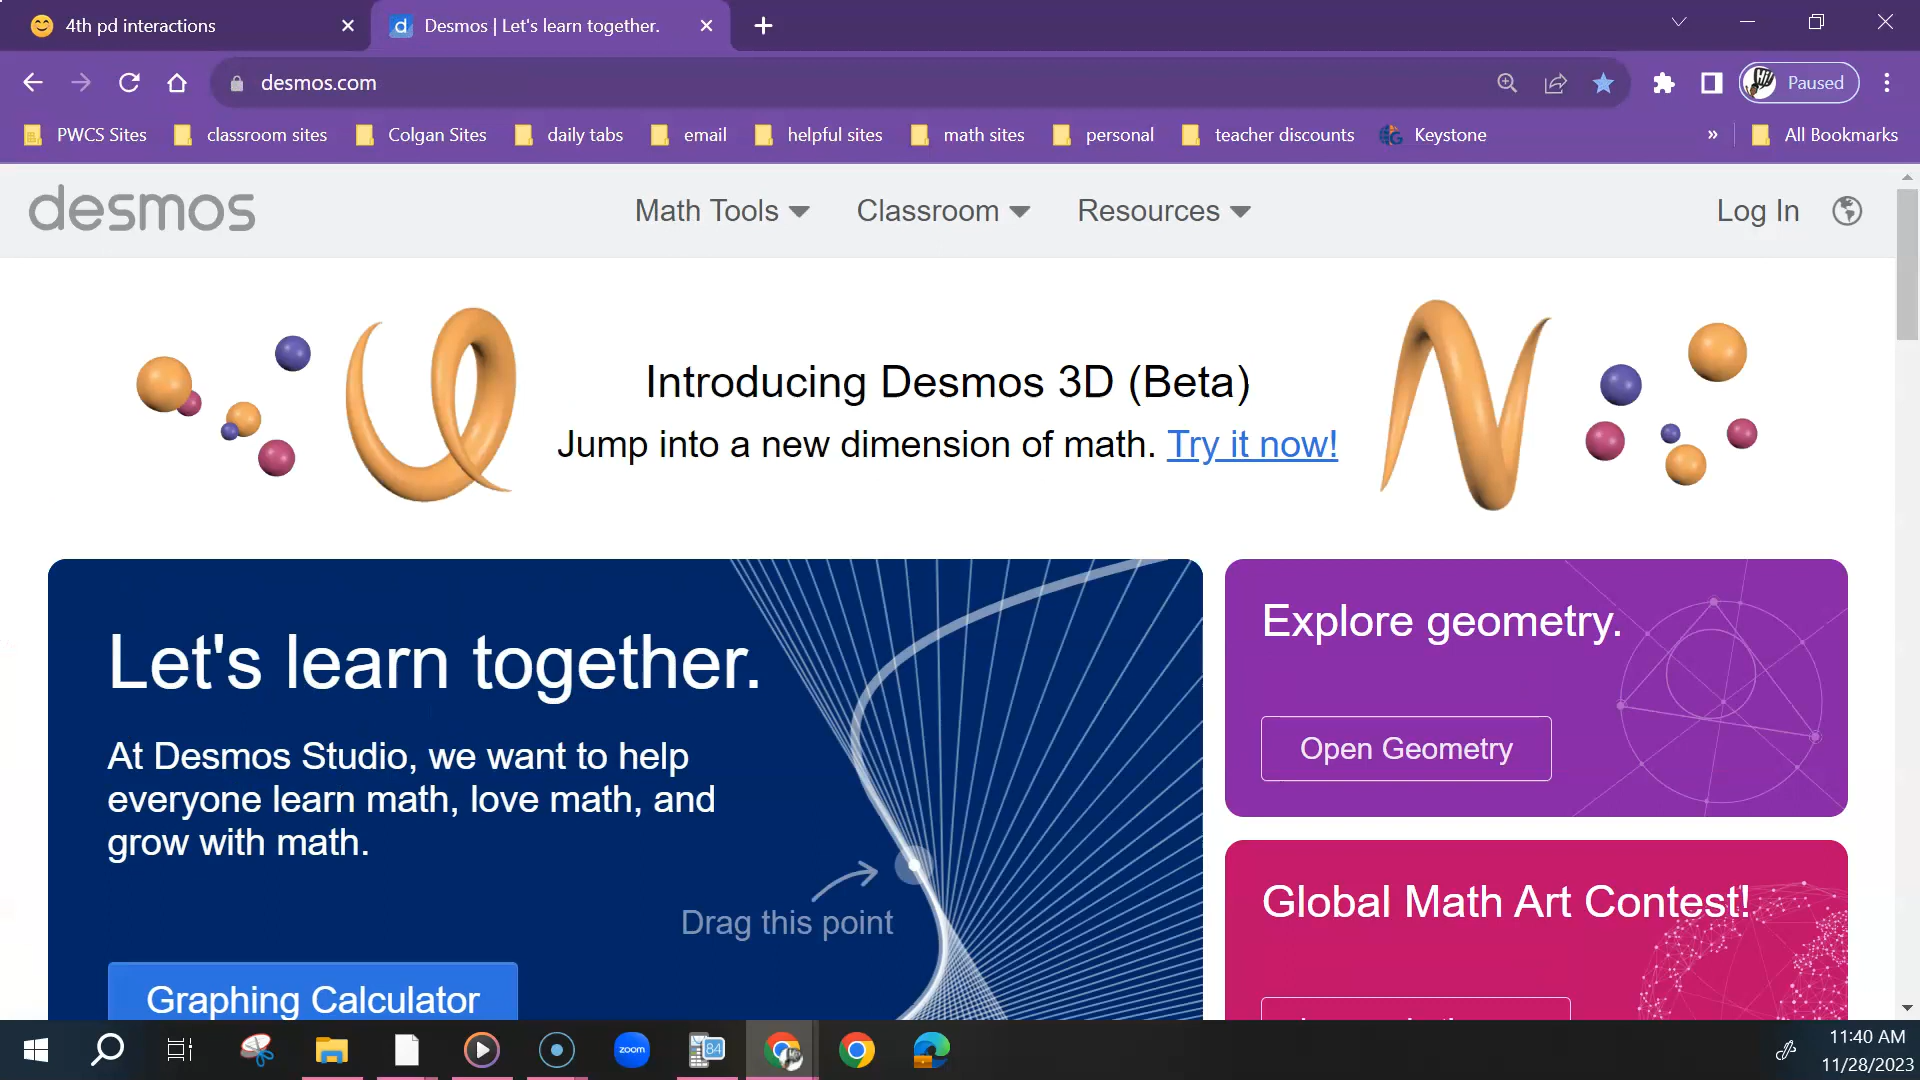 4th pd interactions
Desmos | Let's learn together.
desmos.com
Paused
PWCS Sites
classroom sites
Colgan Sites
daily tabs
email
helpful sites
math sites
personal
teacher discounts
Keystone
»
All Bookmarks
desmos
Math Tools
Classroom
Resources
Log In
Introducing Desmos 3D (Beta)
Jump into a new dimension of math. Try it now!
Let's learn together.
At Desmos Studio, we want to help
everyone learn math, love math, and
grow with math.
Drag this point
Graphing Calculator
Explore geometry.
Open Geometry
Global Math Art Contest!
zoom
84
11:40 AM
11/28/2023